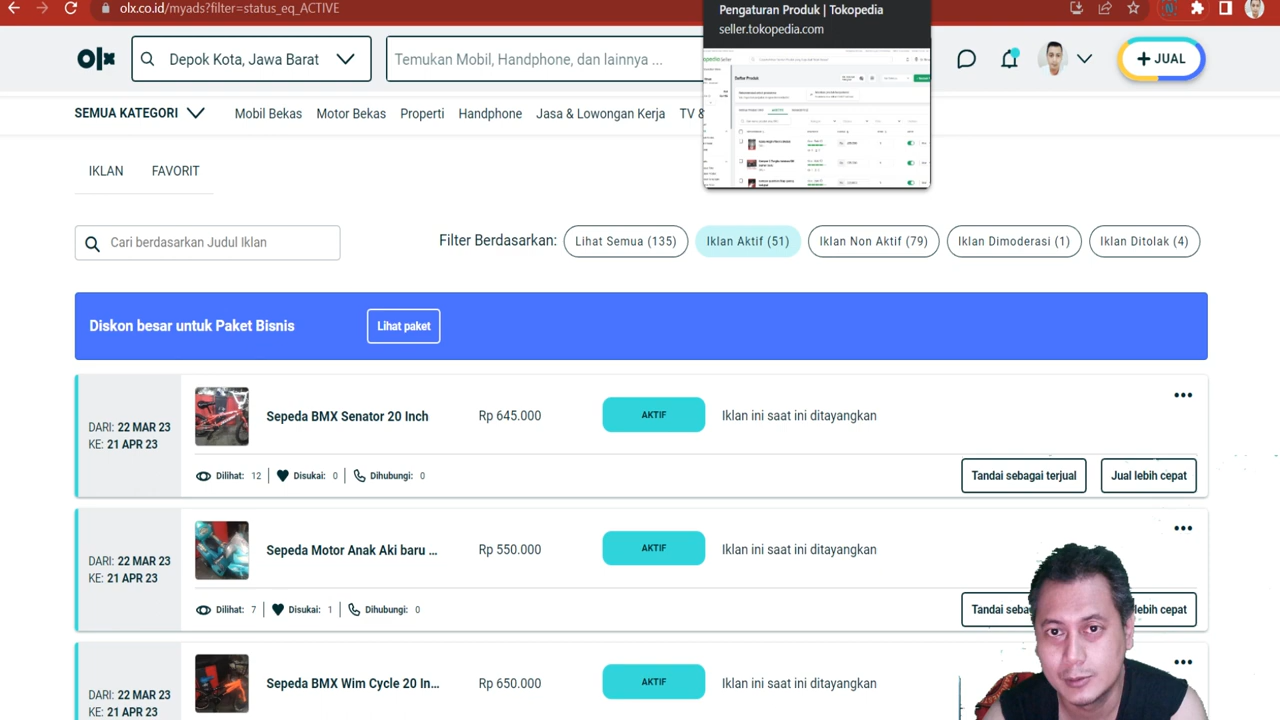 olx.co.id/myads?filter=status_eq_ACTIVE
Pengaturan Produk | Tokopedia
seller.tokopedia.com
olx
Depok Kota, Jawa Barat
Temukan Mobil, Handphone, dan lainnya ...
+ JUAL
SEMUA KATEGORI
Mobil Bekas
Motor Bekas
Properti
Handphone
Jasa & Lowongan Kerja
TV &
IKLAN
FAVORIT
Cari berdasarkan Judul Iklan
Filter Berdasarkan:
Lihat Semua (135)
Iklan Aktif (51)
Iklan Non Aktif (79)
Iklan Dimoderasi (1)
Iklan Ditolak (4)
Diskon besar untuk Paket Bisnis
Lihat paket
DARI: 22 MAR 23
KE: 21 APR 23
Sepeda BMX Senator 20 Inch
Rp 645.000
AKTIF
Iklan ini saat ini ditayangkan
Dilihat: 12
Disukai: 0
Dihubungi: 0
Tandai sebagai terjual
Jual lebih cepat
DARI: 22 MAR 23
KE: 21 APR 23
Sepeda Motor Anak Aki baru ...
Rp 550.000
AKTIF
Iklan ini saat ini ditayangkan
Dilihat: 7
Disukai: 1
Dihubungi: 0
Tandai seba
lebih cepat
DARI: 22 MAR 23
KE: 21 APR 23
Sepeda BMX Wim Cycle 20 In...
Rp 650.000
AKTIF
Iklan ini saat ini ditayangkan